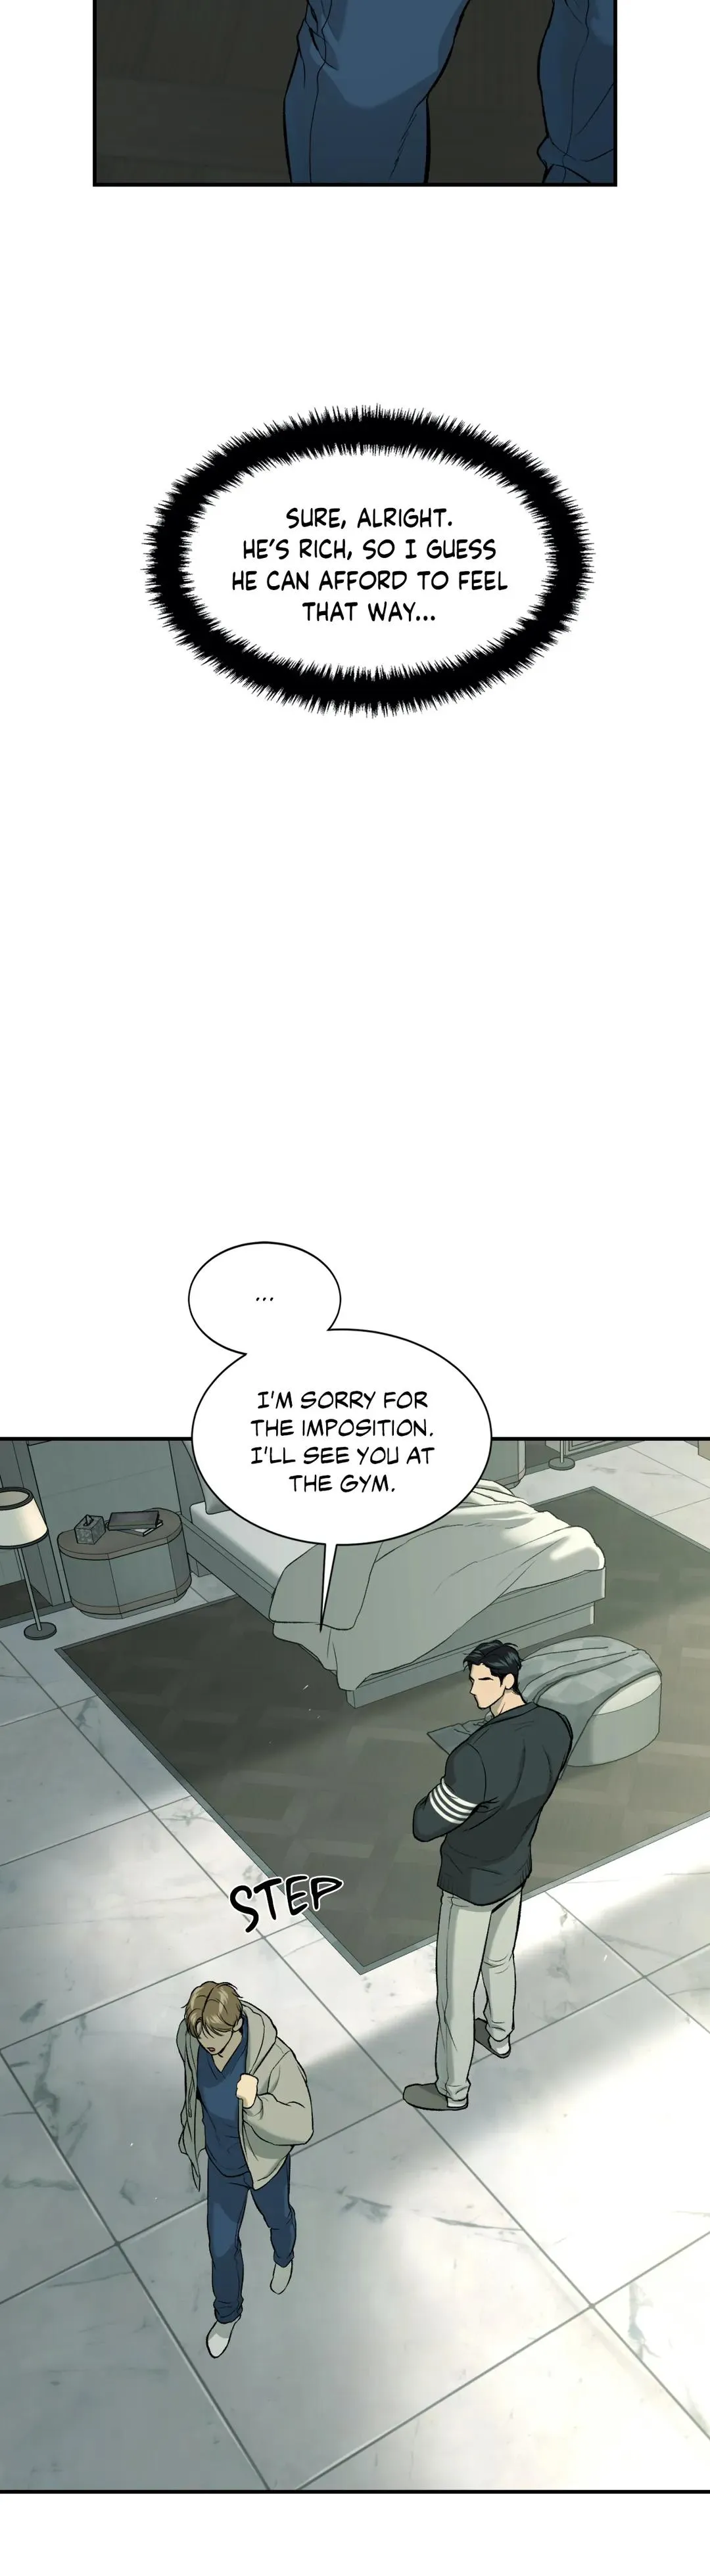 SURE, ALRIGHT.
HE'S RICH, SO I GUESS
HE CAN AFFORD TO FEEL
THAT WAY...
...
I'M SORRY FOR
THE IMPOSITION.
I'LL SEE YOU AT
THE GYM.
STEP